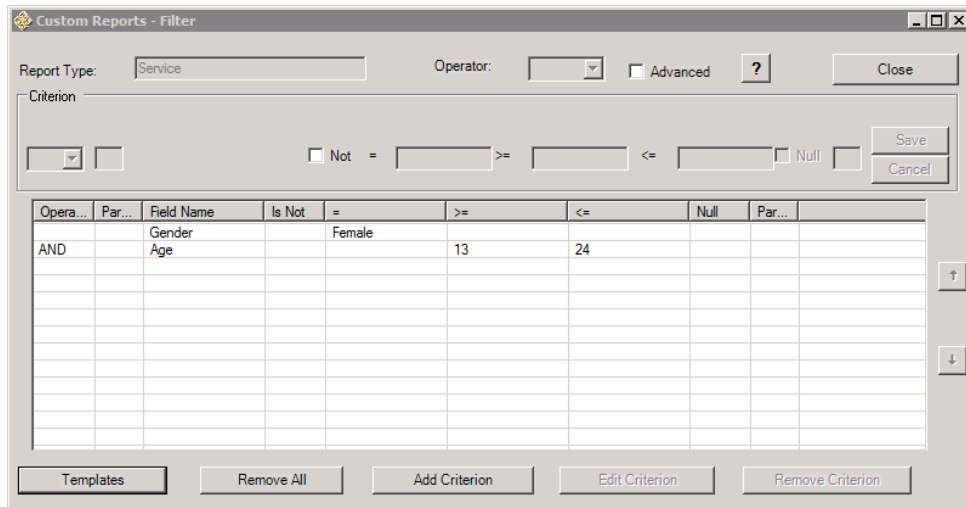 Custom Reports - Filter
Report Type: Service Operator: Advanced ? Close
Criterion
Not = >= <= Null Save
Cancel
Opera... Par... Field Name Is Not = >= <= Null Par...
Gender Female
AND Age 13 24
Templates Remove All Add Criterion Edit Criterion Remove Criterion